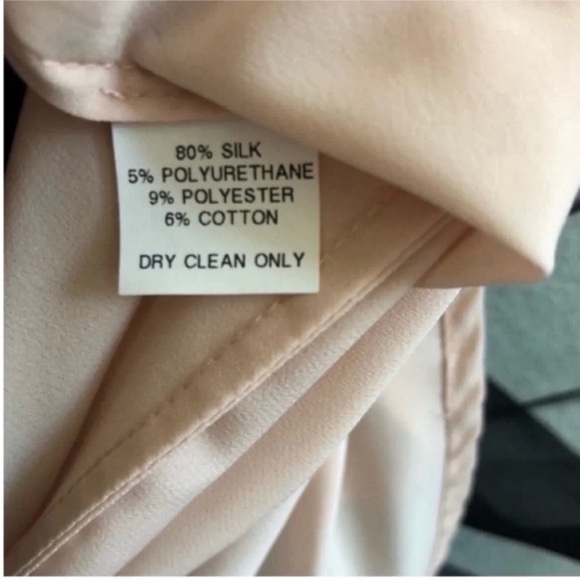 80% SILK
5% POLYURETHANE
9% POLYESTER
6% COTTON
DRY CLEAN ONLY